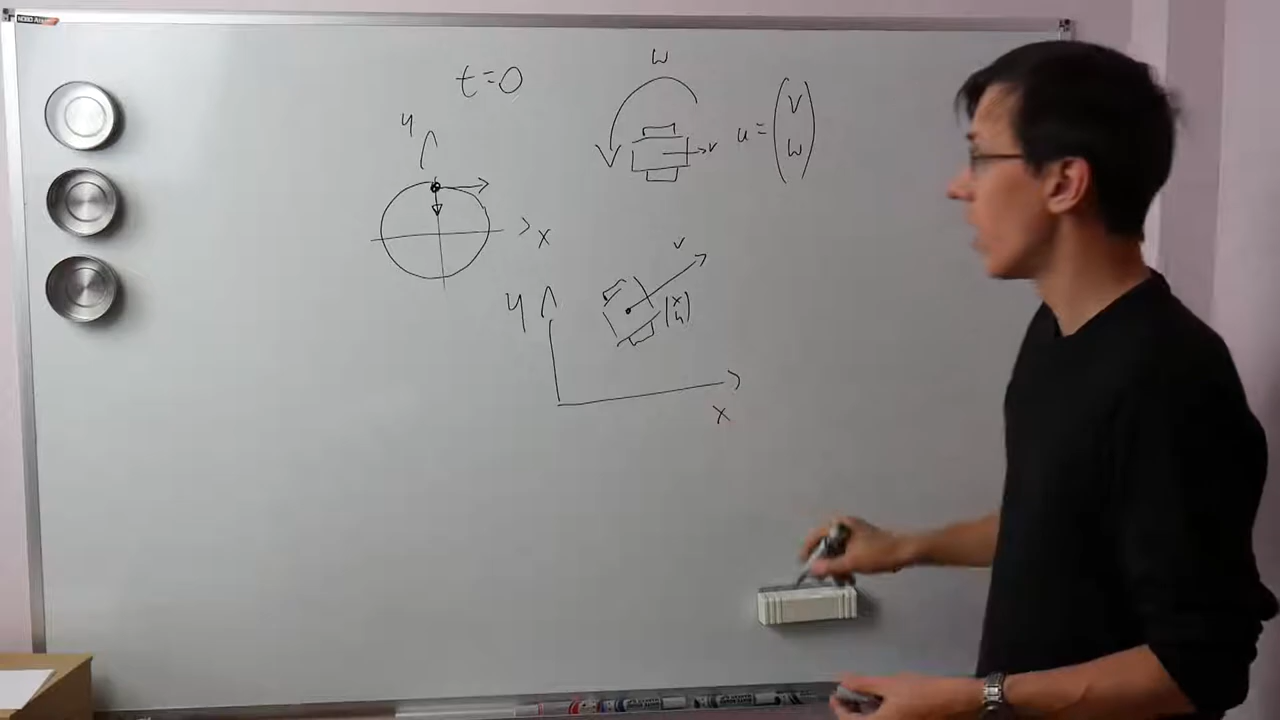 t=0
w
v
u = (v w)
y
x
v
y
(x y)
x